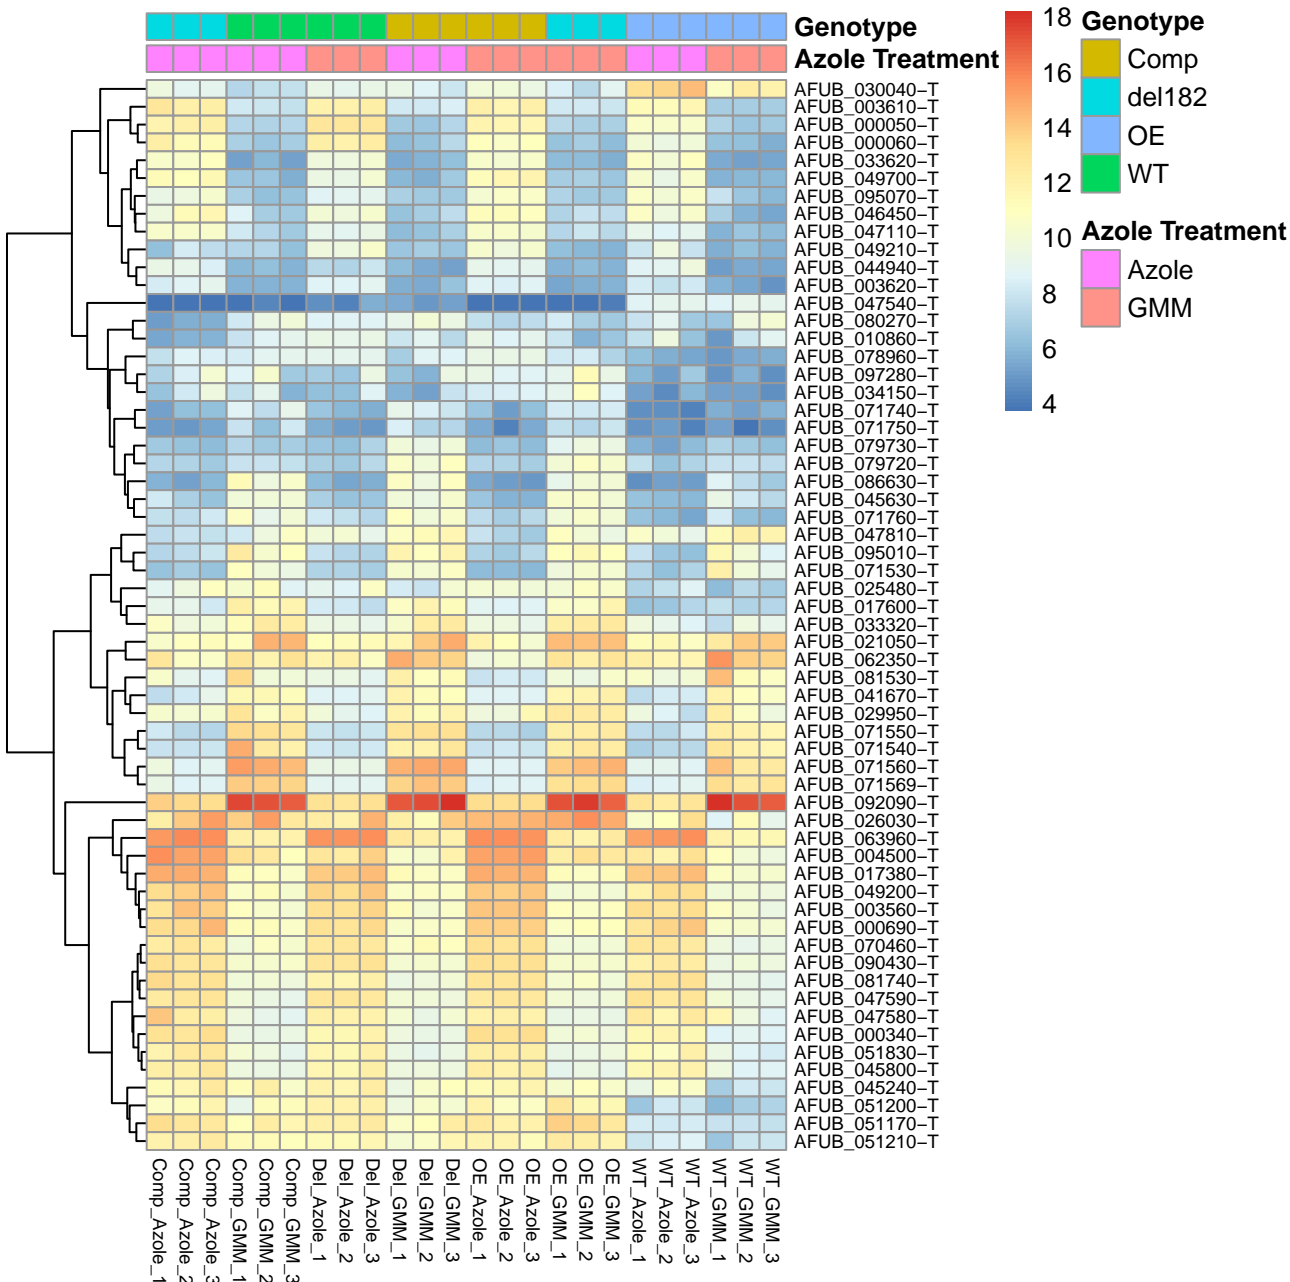 Genotype
Azole Treatment
AFUB_030040−T
AFUB_003610−T
AFUB_000050−T
AFUB_000060−T
AFUB_033620−T
AFUB_049700−T
AFUB_095070−T
AFUB_046450−T
AFUB_047110−T
AFUB_049210−T
AFUB_044940−T
AFUB_003620−T
AFUB_047540−T
AFUB_080270−T
AFUB_010860−T
AFUB_078960−T
AFUB_097280−T
AFUB_034150−T
AFUB_071740−T
AFUB_071750−T
AFUB_079730−T
AFUB_079720−T
AFUB_086630−T
AFUB_045630−T
AFUB_071760−T
AFUB_047810−T
AFUB_095010−T
AFUB_071530−T
AFUB_025480−T
AFUB_017600−T
AFUB_033320−T
AFUB_021050−T
AFUB_062350−T
AFUB_081530−T
AFUB_041670−T
AFUB_029950−T
AFUB_071550−T
AFUB_071540−T
AFUB_071560−T
AFUB_071569−T
AFUB_092090−T
AFUB_026030−T
AFUB_063960−T
AFUB_004500−T
AFUB_017380−T
AFUB_049200−T
AFUB_003560−T
AFUB_000690−T
AFUB_070460−T
AFUB_090430−T
AFUB_081740−T
AFUB_047590−T
AFUB_047580−T
AFUB_000340−T
AFUB_051830−T
AFUB_045800−T
AFUB_045240−T
AFUB_051200−T
AFUB_051170−T
AFUB_051210−T
Comp_Azole_1
Comp_Azole_2
Comp_Azole_3
Comp_GMM_1
Comp_GMM_2
Comp_GMM_3
Del_Azole_1
Del_Azole_2
Del_Azole_3
Del_GMM_1
Del_GMM_2
Del_GMM_3
OE_Azole_1
OE_Azole_2
OE_Azole_3
OE_GMM_1
OE_GMM_2
OE_GMM_3
WT_Azole_1
WT_Azole_2
WT_Azole_3
WT_GMM_1
WT_GMM_2
WT_GMM_3
18
16
14
12
10
8
6
4
Genotype
Comp
del182
OE
WT
Azole Treatment
Azole
GMM